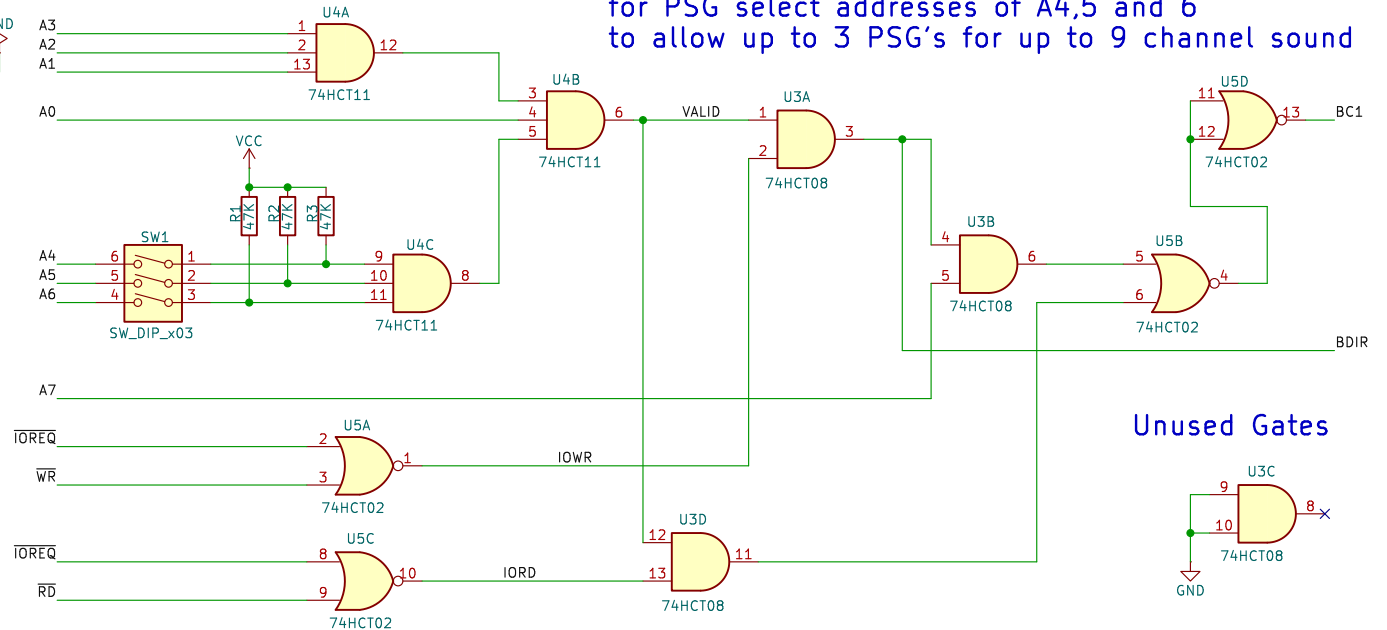 for PSG select addresses of A4,5 and 6
to allow up to 3 PSG's for up to 9 channel sound
U4A
A3
1
A2
2
12
A1
13
74HCT11
U4B
3
A0
4
6
5
74HCT11
VALID
U3A
1
3
2
74HCT08
U5D
11
13
BC1
12
74HCT02
VCC
R1
47K
R2
47K
R3
47K
SW1
A4
6
1
A5
5
2
A6
4
3
SW_DIP_x03
U4C
9
10
8
11
74HCT11
U3B
4
6
5
74HCT08
U5B
5
4
6
74HCT02
BDIR
A7
U5A
IOREQ
2
1
WR
3
74HCT02
IOWR
Unused Gates
U3C
9
8
10
74HCT08
GND
U5C
IOREQ
8
10
RD
9
74HCT02
IORD
U3D
12
11
13
74HCT08